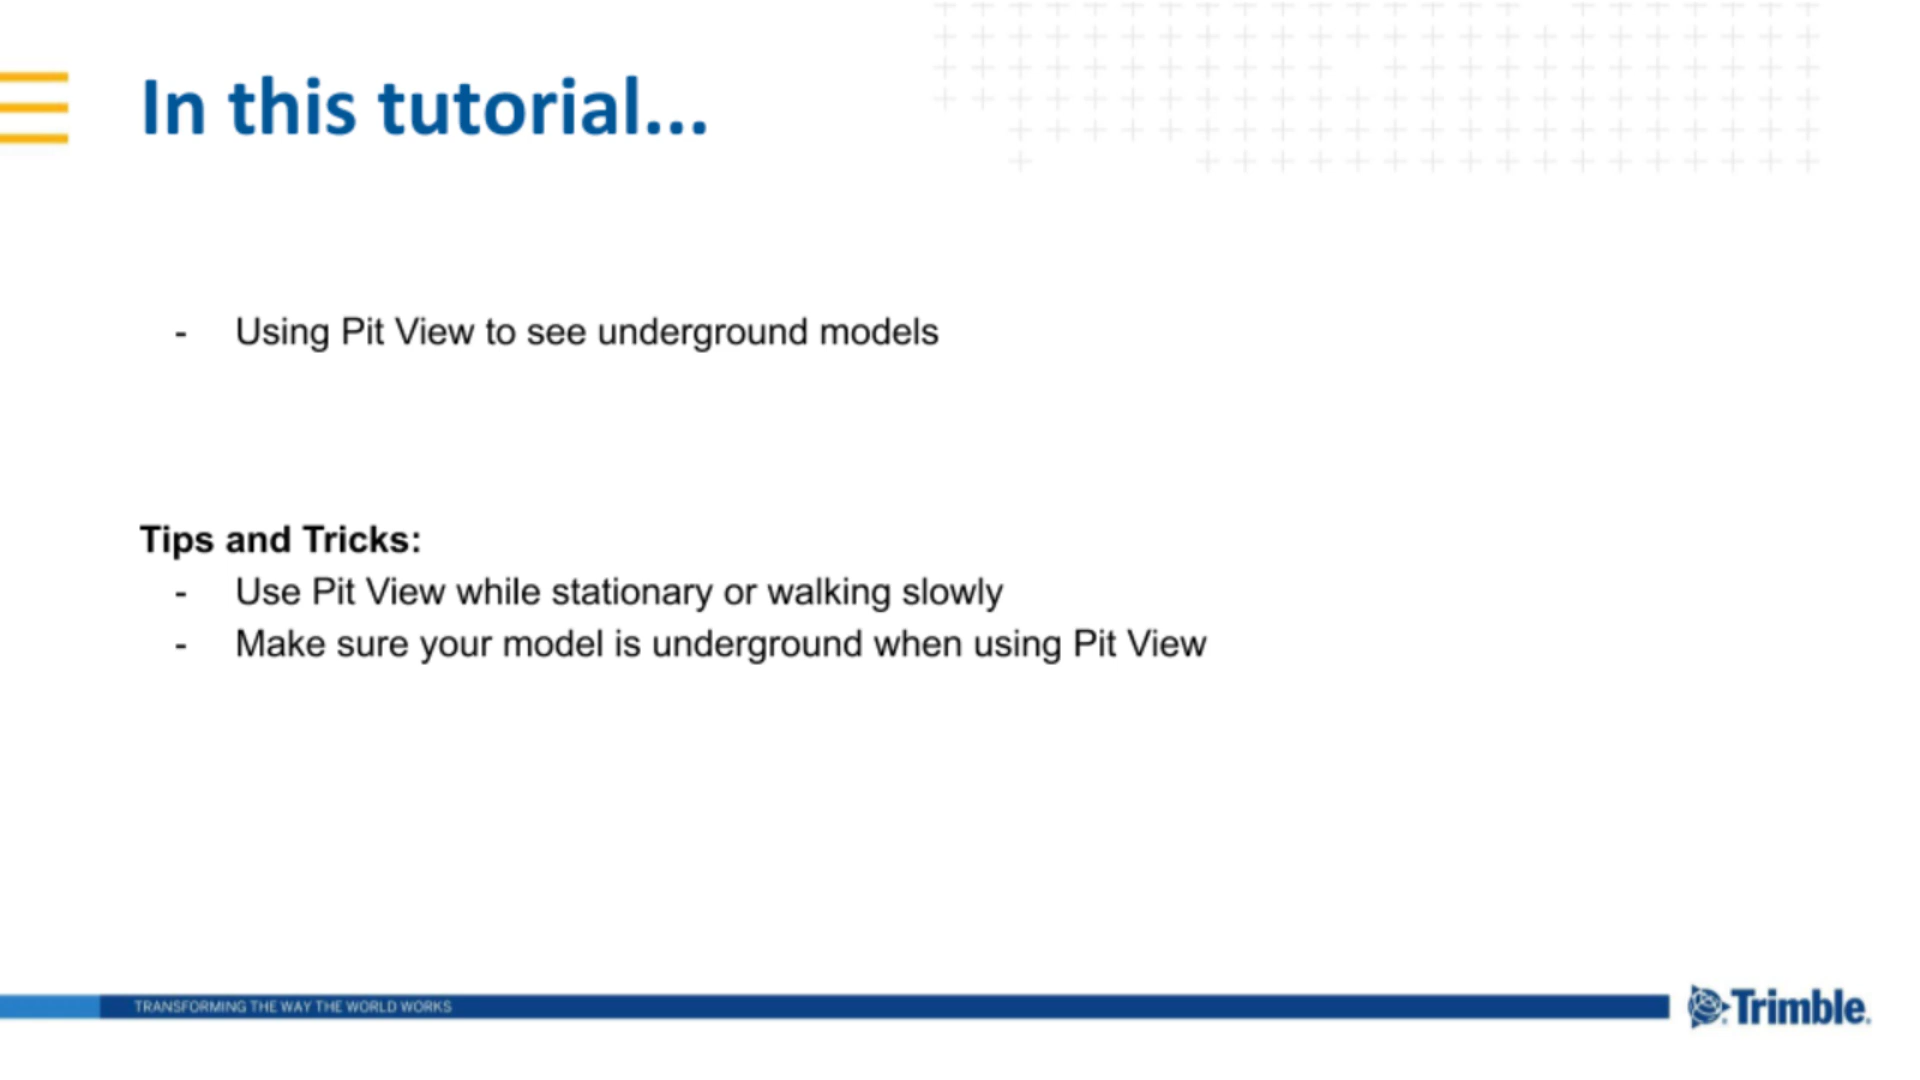 In this tutorial...
- Using Pit View to see underground models
Tips and Tricks:
- Use Pit View while stationary or walking slowly
- Make sure your model is underground when using Pit View
TRANSFORMING THE WAY THE WORLD WORKS
Trimble.